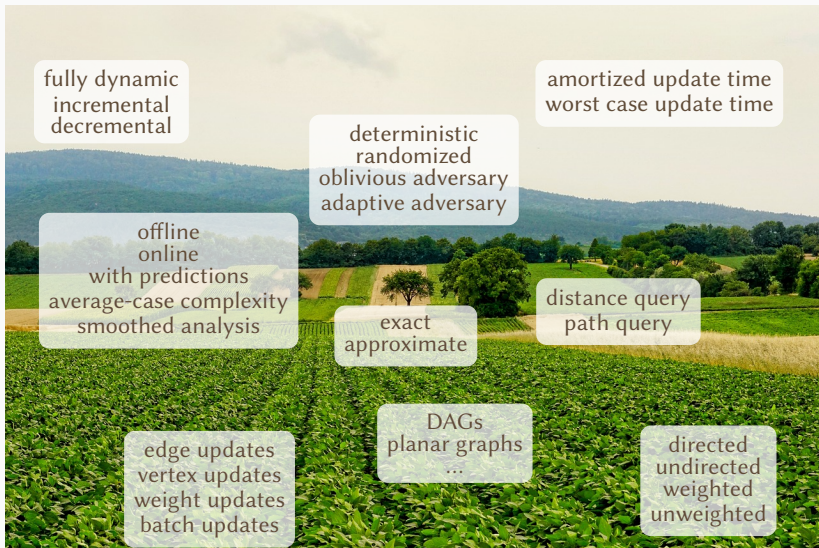 fully dynamic
incremental
decremental
amortized update time
worst case update time
deterministic
randomized
oblivious adversary
adaptive adversary
offline
online
with predictions
average-case complexity
smoothed analysis
distance query
path query
exact
approximate
DAGs
planar graphs
...
edge updates
vertex updates
weight updates
batch updates
directed
undirected
weighted
unweighted